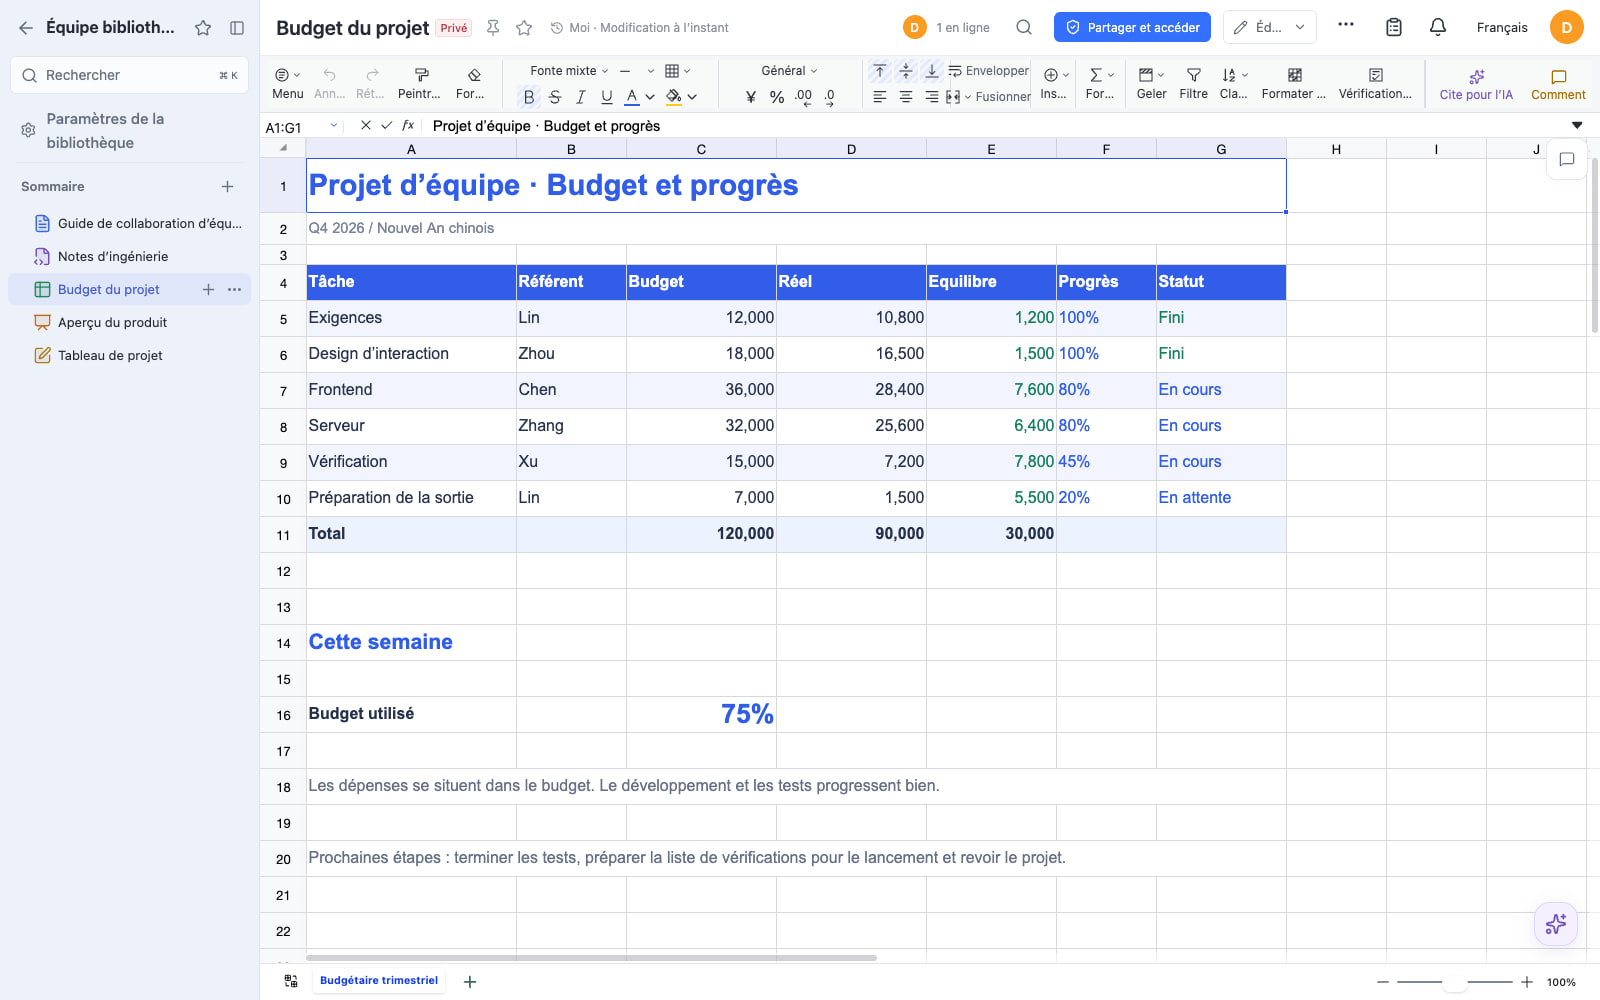 Équipe biblioth...
Rechercher
⌘ K
Paramètres de la
bibliothèque
Sommaire
Guide de collaboration d’équ...
Notes d’ingénierie
Budget du projet
Aperçu du produit
Tableau de projet
Budget du projet
Privé
Moi · Modification à l’instant
D
1 en ligne
Partager et accéder
Éd...
Français
D
Menu
Ann...
Rét...
Peintr...
For...
Fonte mixte
B S I U A
Général
¥ % .00 .0
Envelopper
Fusionner
Ins...
For...
Geler
Filtre
Cla...
Formater ...
Vérification...
Cite pour l’IA
Comment
A1:G1
fx
Projet d’équipe · Budget et progrès
A B C D E F G H I J
1 Projet d’équipe · Budget et progrès
2 Q4 2026 / Nouvel An chinois
3
4 Tâche Référent Budget Réel Equilibre Progrès Statut
5 Exigences Lin 12,000 10,800 1,200 100% Fini
6 Design d’interaction Zhou 18,000 16,500 1,500 100% Fini
7 Frontend Chen 36,000 28,400 7,600 80% En cours
8 Serveur Zhang 32,000 25,600 6,400 80% En cours
9 Vérification Xu 15,000 7,200 7,800 45% En cours
10 Préparation de la sortie Lin 7,000 1,500 5,500 20% En attente
11 Total 120,000 90,000 30,000
12
13
14 Cette semaine
15
16 Budget utilisé 75%
17
18 Les dépenses se situent dans le budget. Le développement et les tests progressent bien.
19
20 Prochaines étapes : terminer les tests, préparer la liste de vérifications pour le lancement et revoir le projet.
21
22
Budgétaire trimestriel
100%